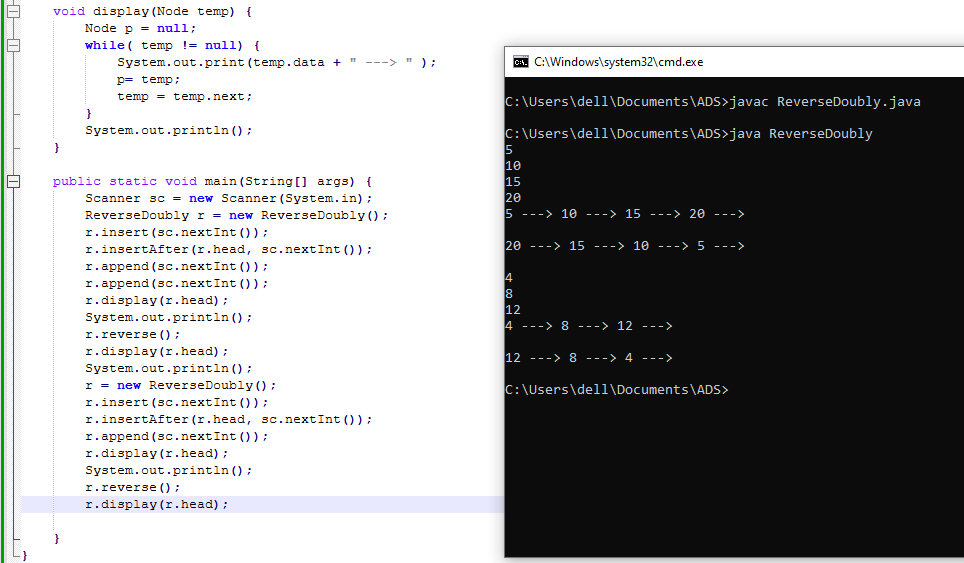 void display(Node temp) {
Node p = null;
while( temp != null) {
System.out.print(temp.data + " ---> " );
p= temp;
temp = temp.next;
}
System.out.println();
}
public static void main(String[] args) {
Scanner sc = new Scanner(System.in);
ReverseDoubly r = new ReverseDoubly();
r.insert(sc.nextInt());
r.insertAfter(r.head, sc.nextInt());
r.append(sc.nextInt());
r.append(sc.nextInt());
r.display(r.head);
System.out.println();
r.reverse();
r.display(r.head);
System.out.println();
r = new ReverseDoubly();
r.insert(sc.nextInt());
r.insertAfter(r.head, sc.nextInt());
r.append(sc.nextInt());
r.display(r.head);
System.out.println();
r.reverse();
r.display(r.head);
}
}
C:\Windows\system32\cmd.exe
C:\Users\dell\Documents\ADS>javac ReverseDoubly.java
C:\Users\dell\Documents\ADS>java ReverseDoubly
5
10
15
20
5 ---> 10 ---> 15 ---> 20 --->
20 ---> 15 ---> 10 ---> 5 --->
4
8
12
4 ---> 8 ---> 12 --->
12 ---> 8 ---> 4 --->
C:\Users\dell\Documents\ADS>